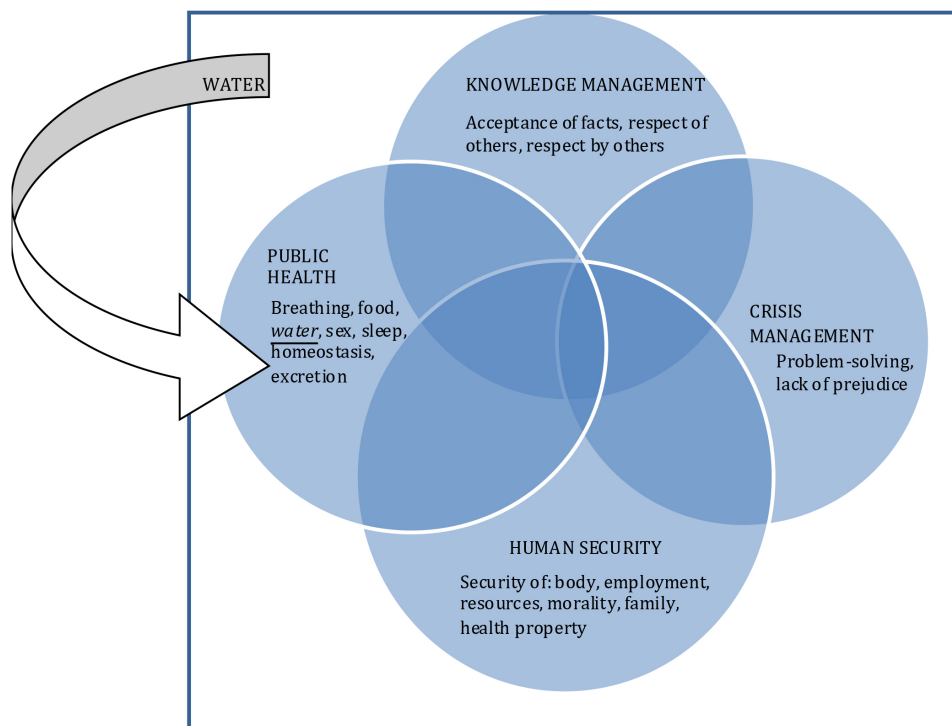 WATER
KNOWLEDGE MANAGEMENT
Acceptance of facts, respect of
others, respect by others
PUBLIC
HEALTH
Breathing, food,
water, sex, sleep,
homeostasis,
excretion
CRISIS
MANAGEMENT
Problem-solving,
lack of prejudice
HUMAN SECURITY
Security of: body, employment,
resources, morality, family,
health property